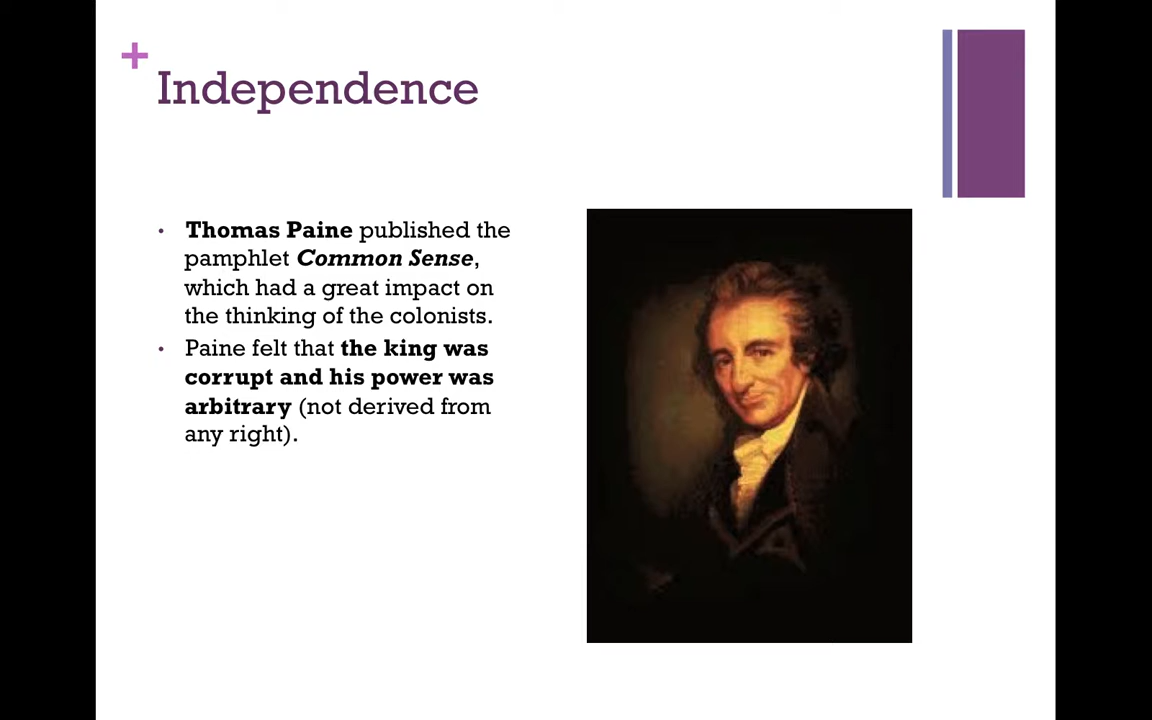 +
Independence
• Thomas Paine published the
pamphlet Common Sense,
which had a great impact on
the thinking of the colonists.
• Paine felt that the king was
corrupt and his power was
arbitrary (not derived from
any right).